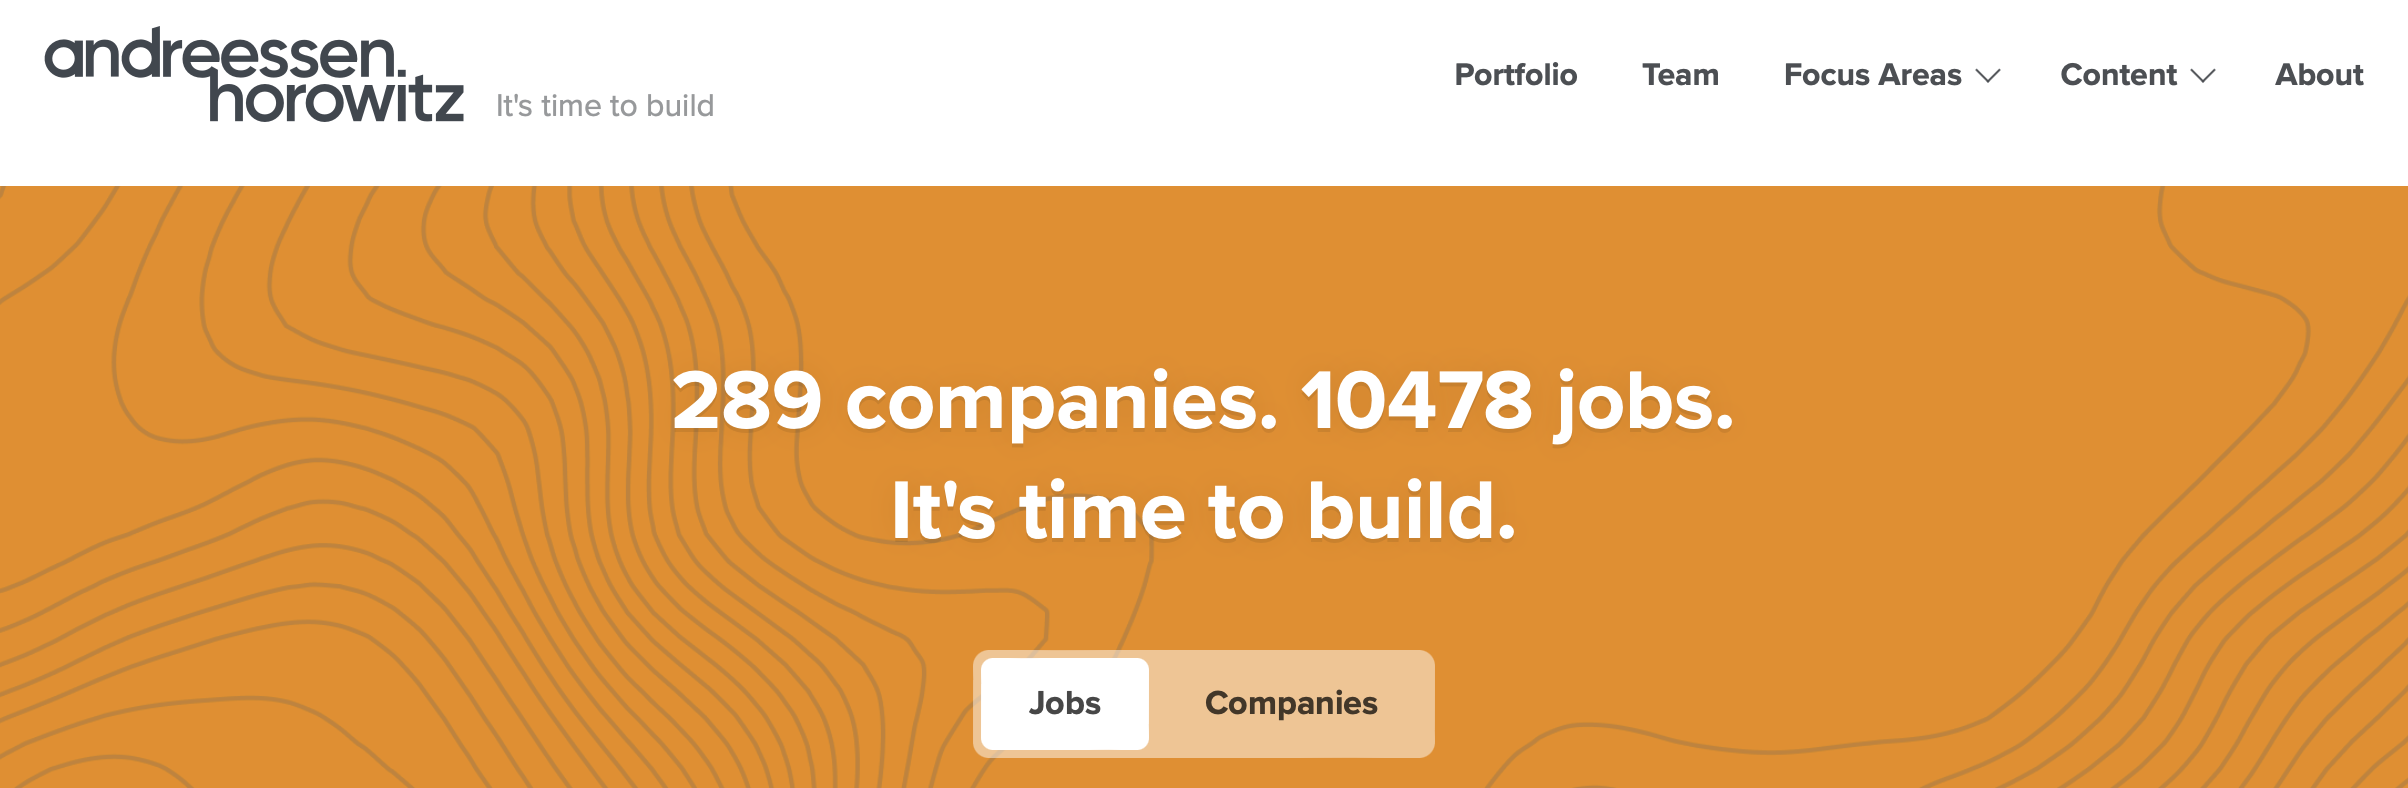 andreessen.
horowitz
It's time to build
Portfolio
Team
Focus Areas
Content
About
289 companies. 10478 jobs.
It's time to build.
Jobs
Companies